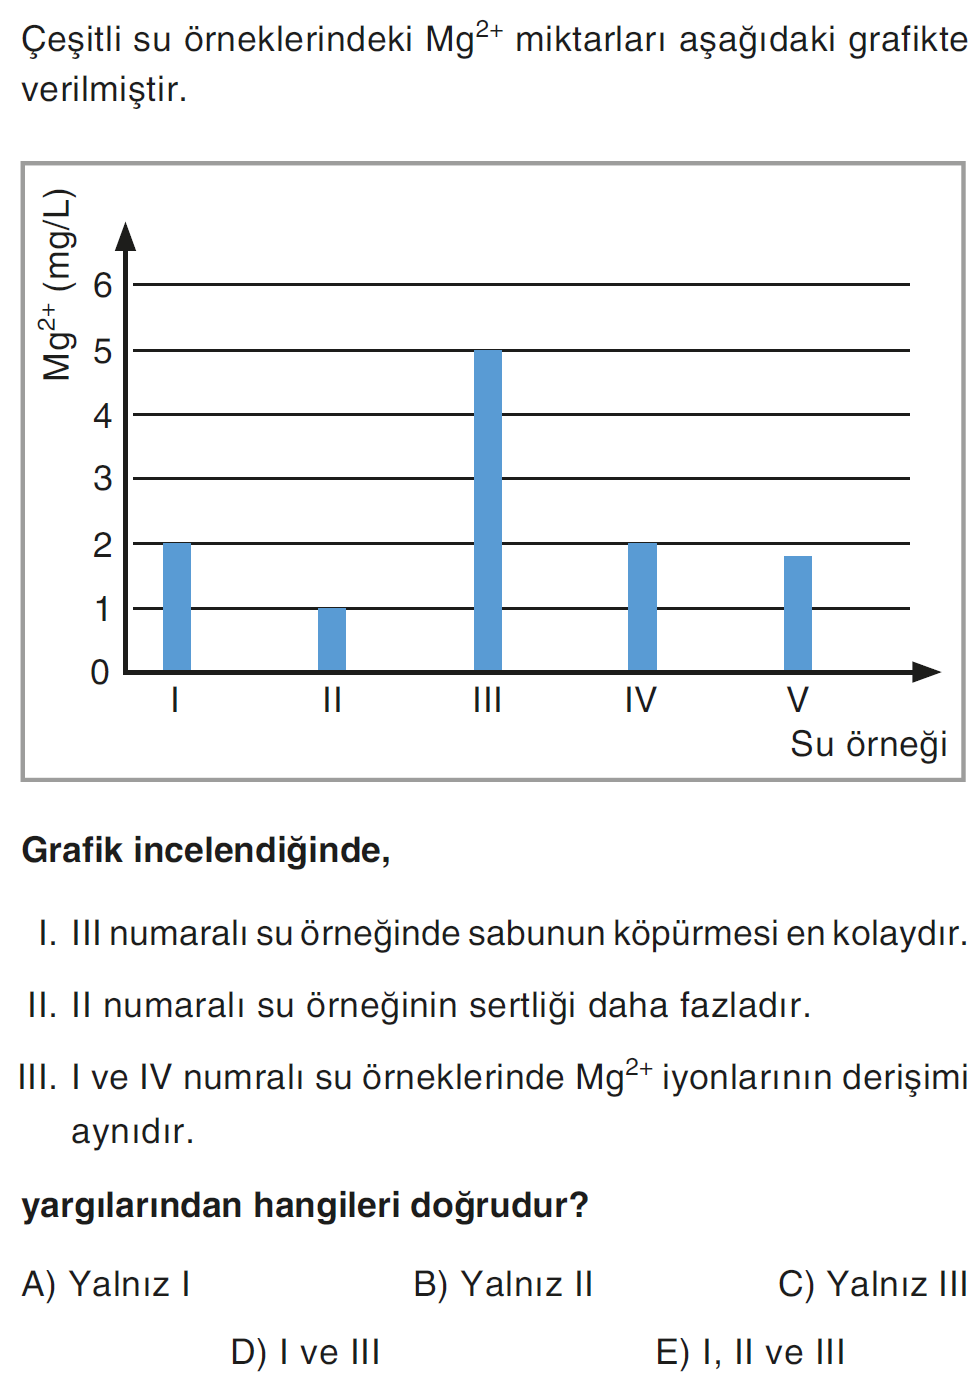 Çeşitli su örneklerindeki Mg²⁺ miktarları aşağıdaki grafikte
verilmiştir.
Mg²⁺ (mg/L)
6
5
4
3
2
1
0
I II III IV V
Su örneği
Grafik incelendiğinde,
I. III numaralı su örneğinde sabunun köpürmesi en kolaydır.
II. II numaralı su örneğinin sertliği daha fazladır.
III. I ve IV numralı su örneklerinde Mg²⁺ iyonlarının derişimi
aynıdır.
yargılarından hangileri doğrudur?
A) Yalnız I B) Yalnız II C) Yalnız III
D) I ve III E) I, II ve III